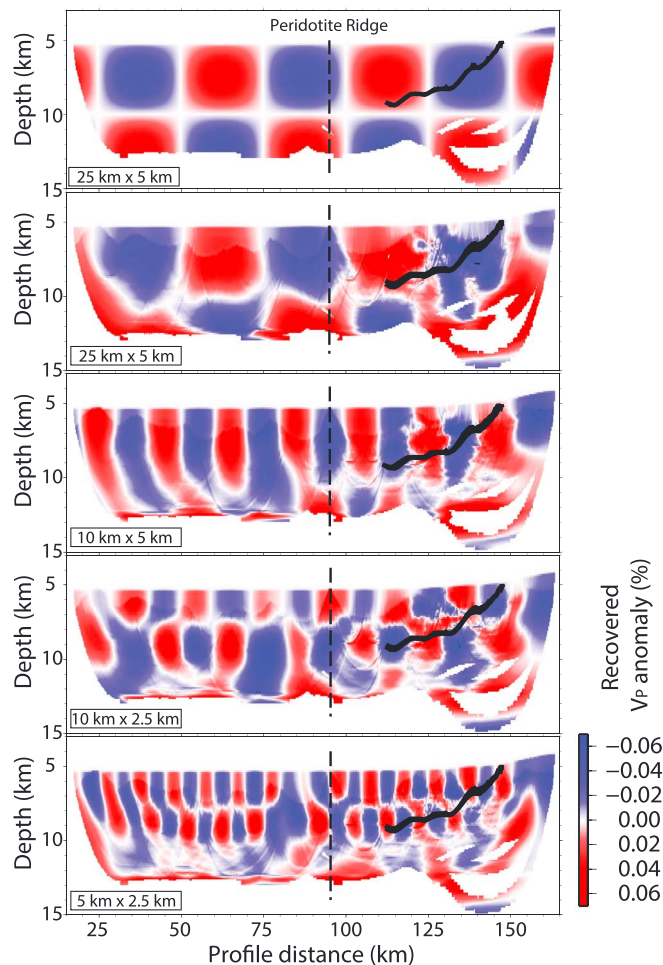 Peridotite Ridge
5
10
15
Depth (km)
25 km x 5 km
5
10
15
Depth (km)
25 km x 5 km
5
10
15
Depth (km)
10 km x 5 km
5
10
15
Depth (km)
10 km x 2.5 km
5
10
15
Depth (km)
5 km x 2.5 km
25 50 75 100 125 150
Profile distance (km)
Recovered
VP anomaly (%)
−0.06
−0.04
−0.02
0.00
0.02
0.04
0.06